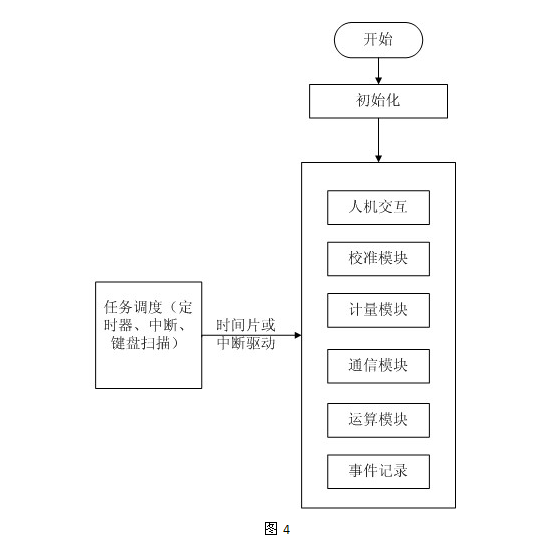 开始
初始化
人机交互
校准模块
计量模块
通信模块
运算模块
事件记录
任务调度（定
时器、中断、
键盘扫描）
时间片或
中断驱动
图 4